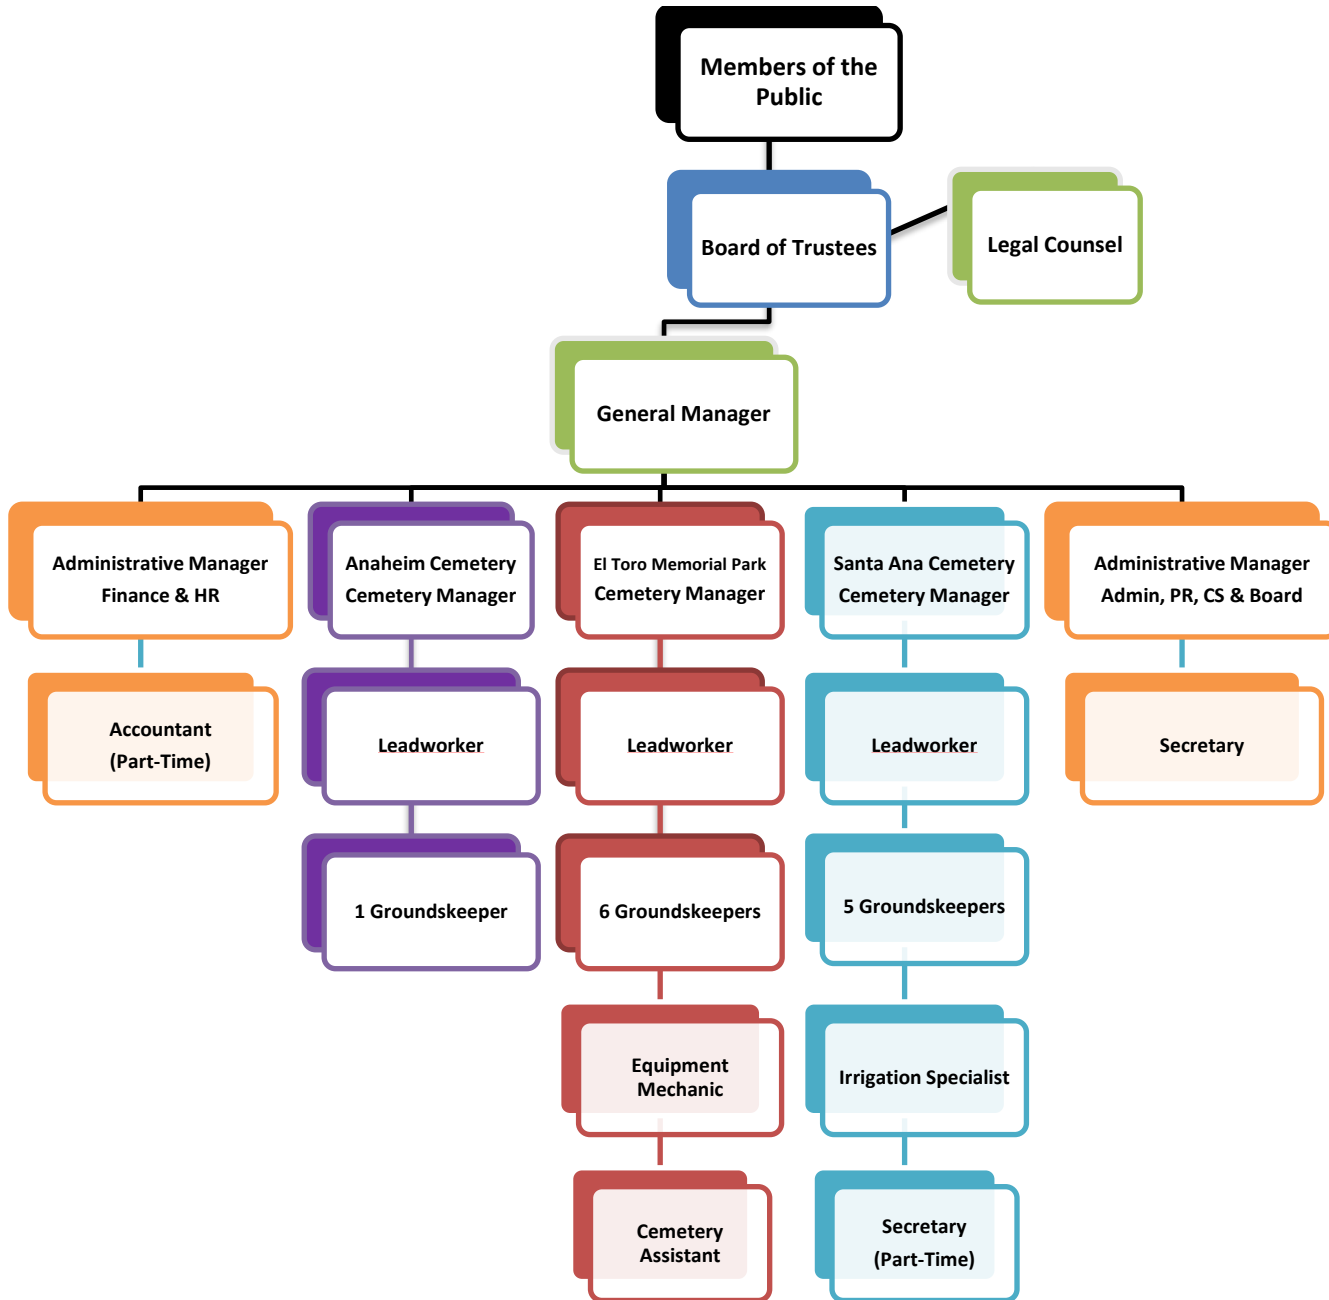 Members of the
Public
Board of Trustees
Legal Counsel
General Manager
Administrative Manager
Finance & HR
Anaheim Cemetery
Cemetery Manager
El Toro Memorial Park
Cemetery Manager
Santa Ana Cemetery
Cemetery Manager
Administrative Manager
Admin, PR, CS & Board
Accountant
(Part-Time)
Leadworker
Leadworker
Leadworker
Secretary
1 Groundskeeper
6 Groundskeepers
5 Groundskeepers
Equipment
Mechanic
Irrigation Specialist
Cemetery
Assistant
Secretary
(Part-Time)